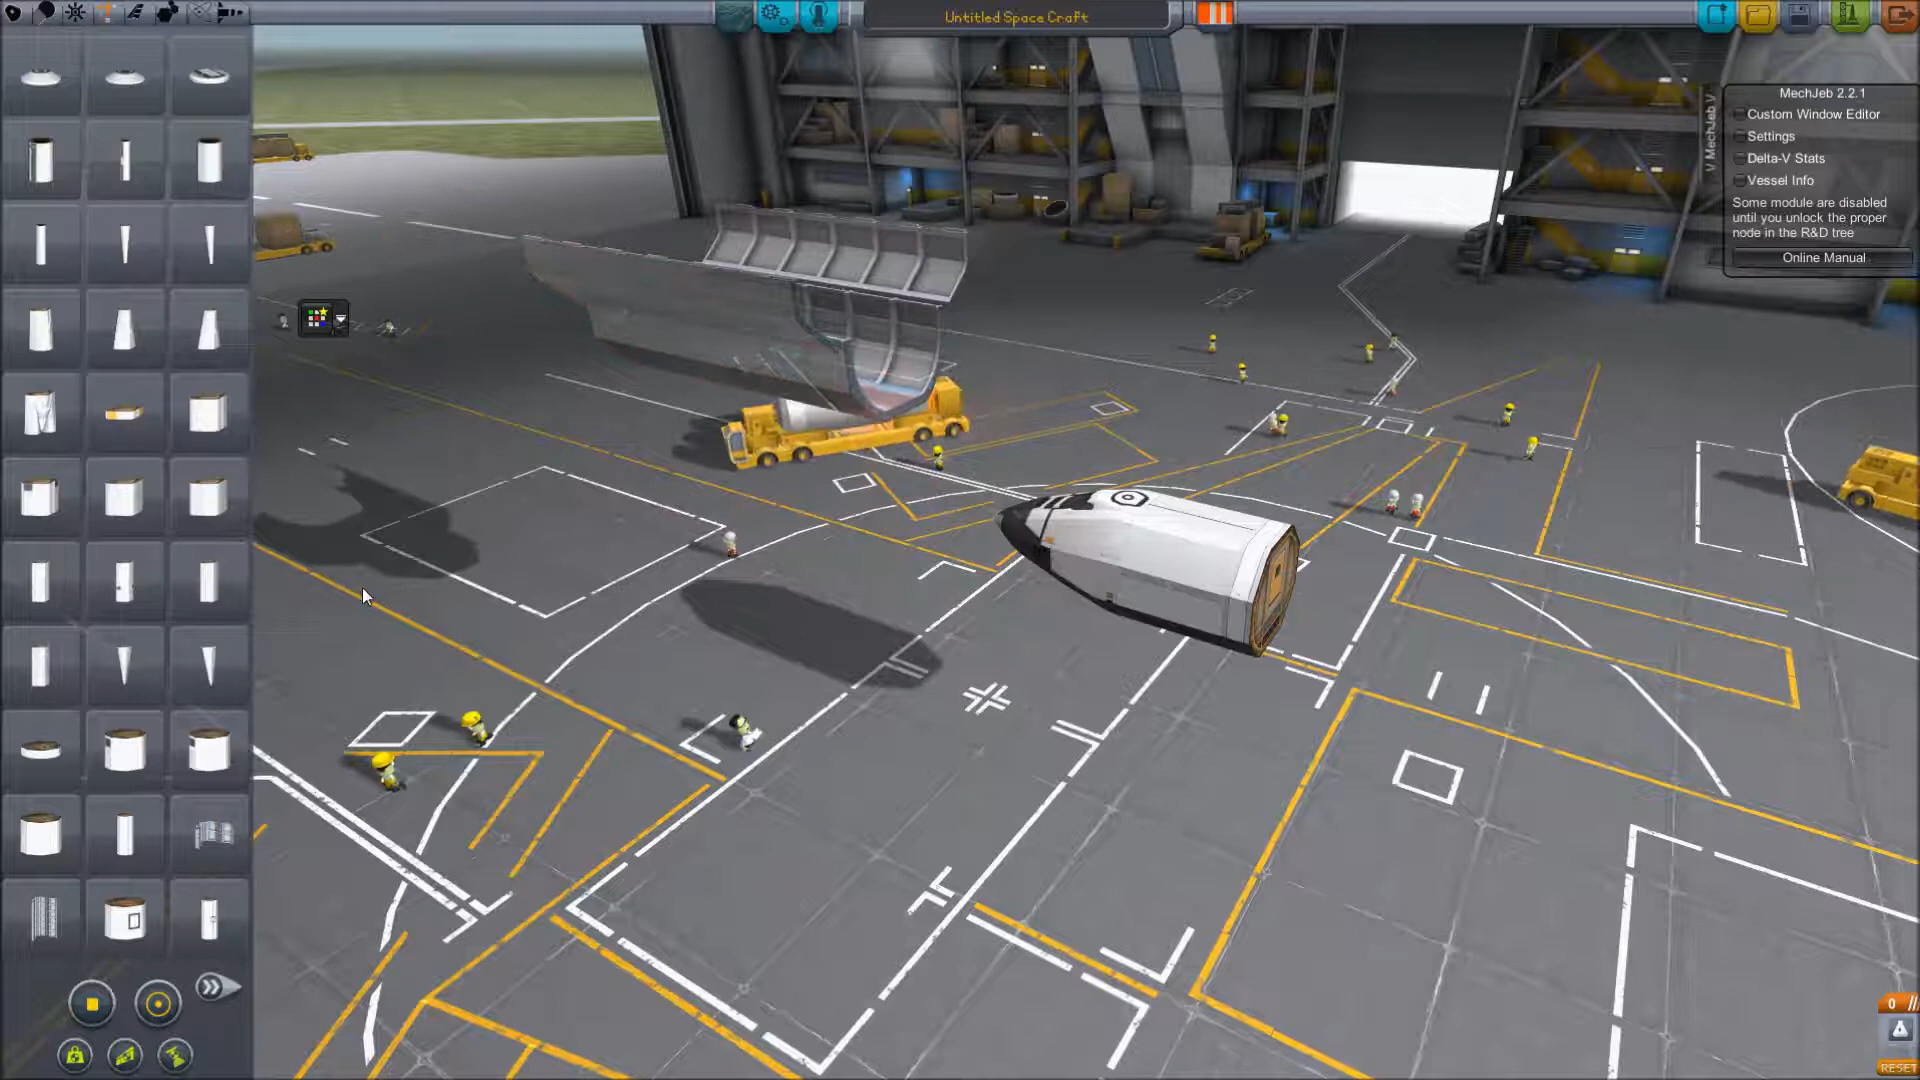 Untitled Space Craft
MechJeb 2.2.1
V MechJeb V
Custom Window Editor
Settings
Delta-V Stats
Vessel Info
Some module are disabled
until you unlock the proper
node in the R&D tree
Online Manual
0 //
RESET